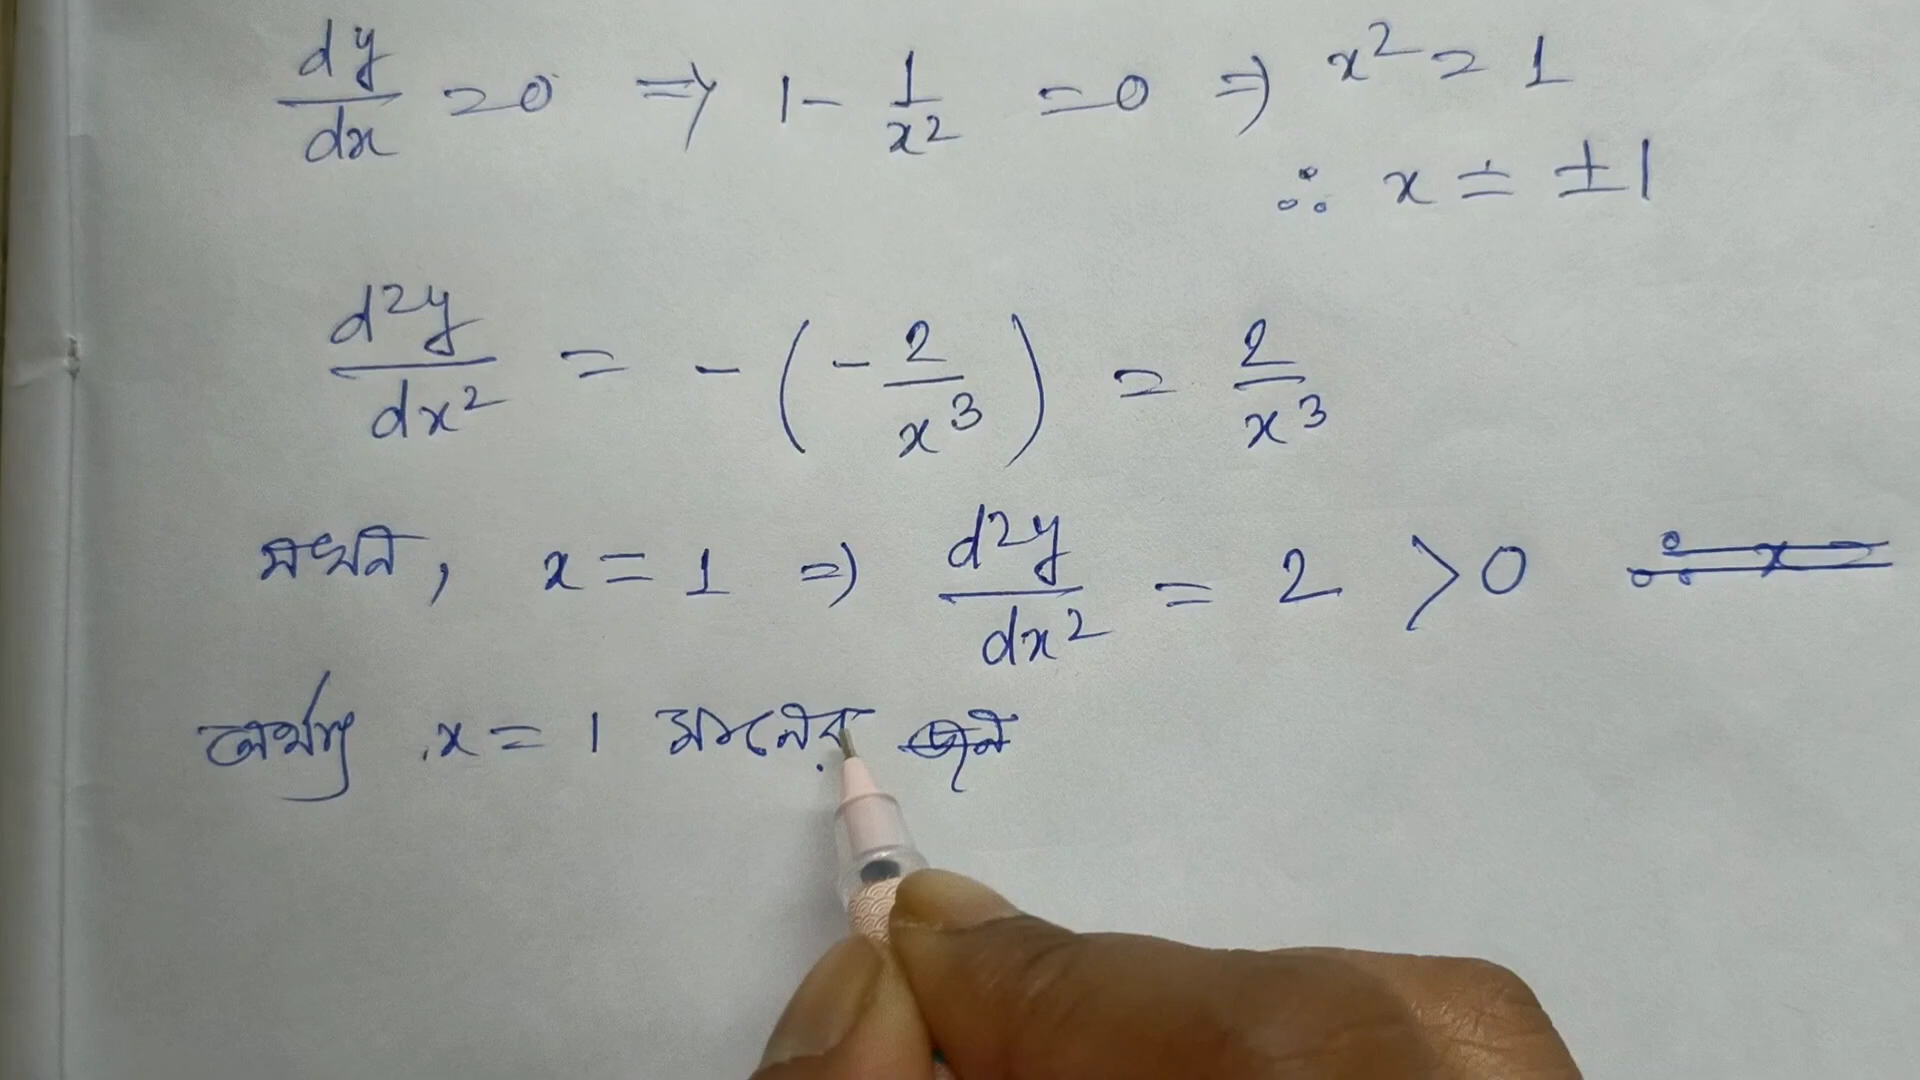 dy/dx = 0 ⇒ 1 - 1/x² = 0 ⇒ x² = 1
∴ x = ±1
d²y/dx² = - ( - 2/x³ ) = 2/x³
যখন, x = 1 ⇒ d²y/dx² = 2 > 0
অর্থাৎ x = 1 মানের